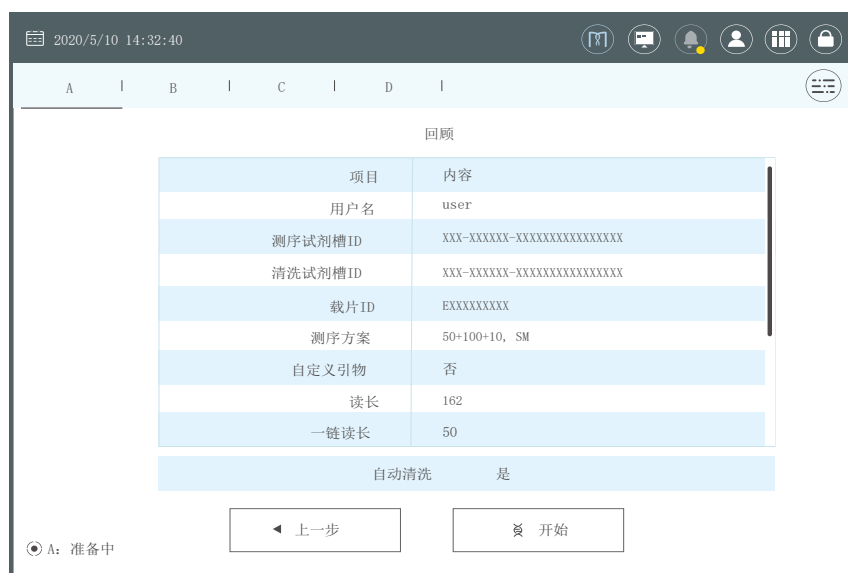 2020/5/10 14:32:40
A B C D
回顾
项目 内容
用户名 user
测序试剂槽ID XXX-XXXXXX-XXXXXXXXXXXXXXXX
清洗试剂槽ID XXX-XXXXXX-XXXXXXXXXXXXXXXX
载片ID EXXXXXXXXX
测序方案 50+100+10, SM
自定义引物 否
读长 162
一链读长 50
自动清洗 是
上一步 开始
A: 准备中